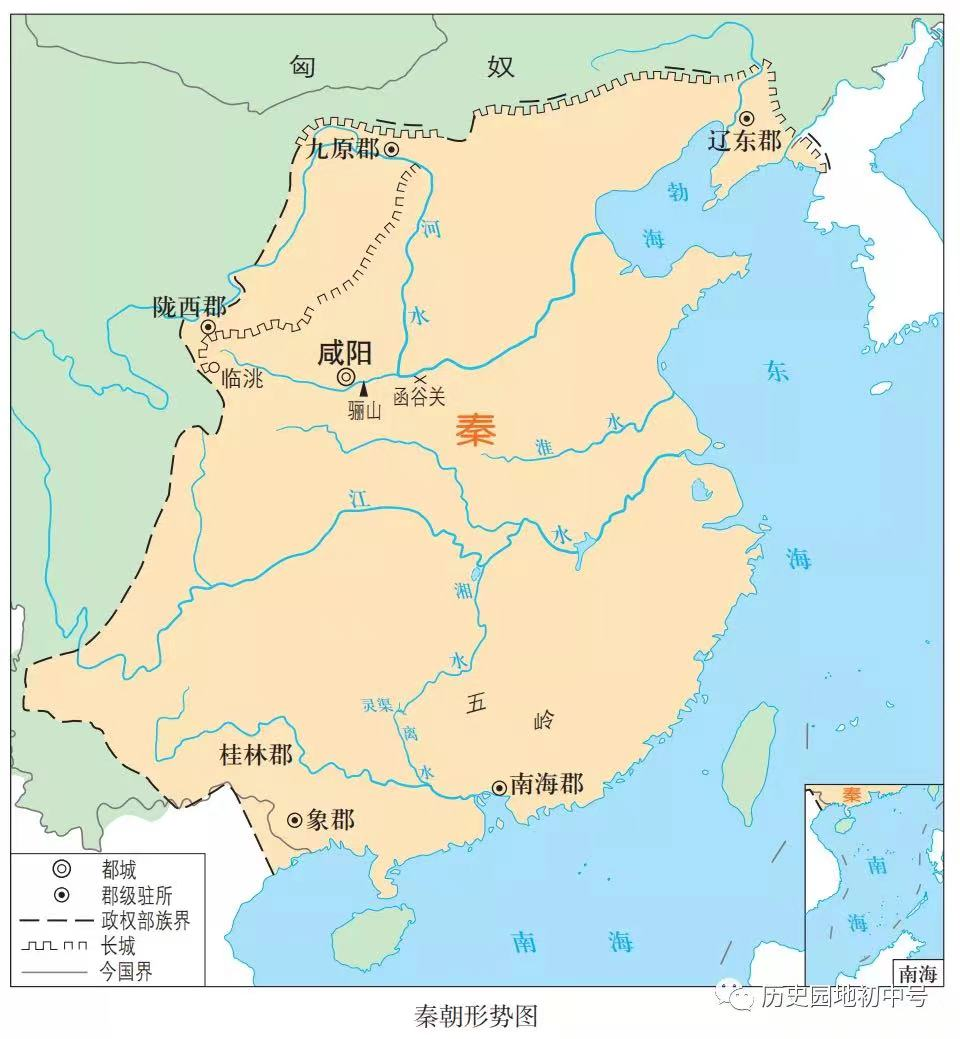 匈 奴
九原郡
辽东郡
勃
海
河
水
陇西郡
临洮
咸阳
骊山
函谷关
东
海
秦
淮 水
江 水
湘
水
灵渠
离
水
五
岭
桂林郡
南海郡
象郡
南 海
秦
南
海
南海
都城
郡级驻所
政权部族界
长城
今国界
历史园地初中号
秦朝形势图